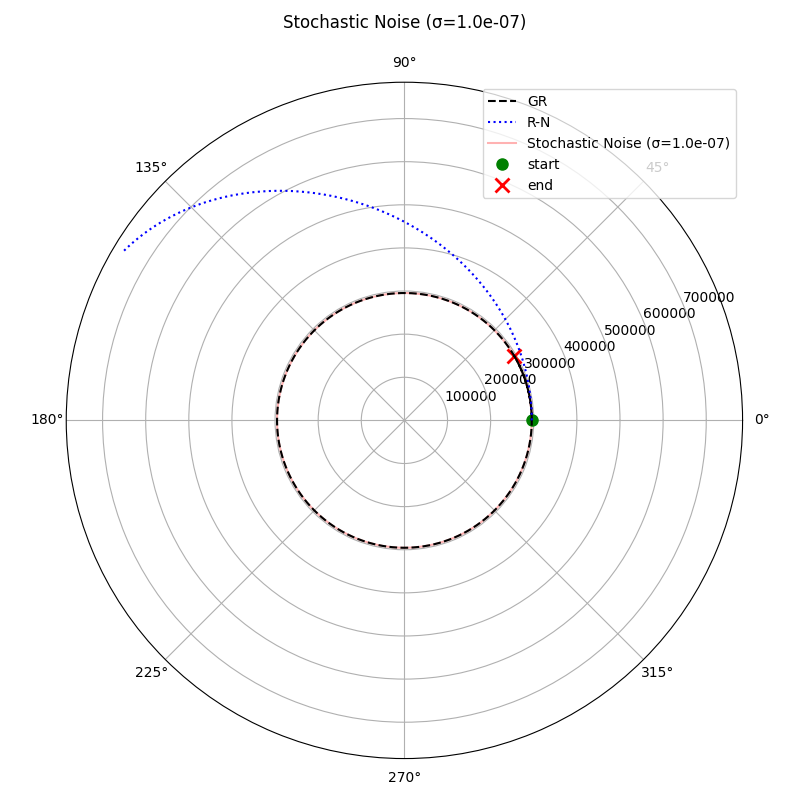 Stochastic Noise (σ=1.0e-07)
90°
GR
R-N
Stochastic Noise (σ=1.0e-07)
start
end
135°
45°
700000
600000
500000
400000
300000
200000
100000
180°
0°
225°
315°
270°